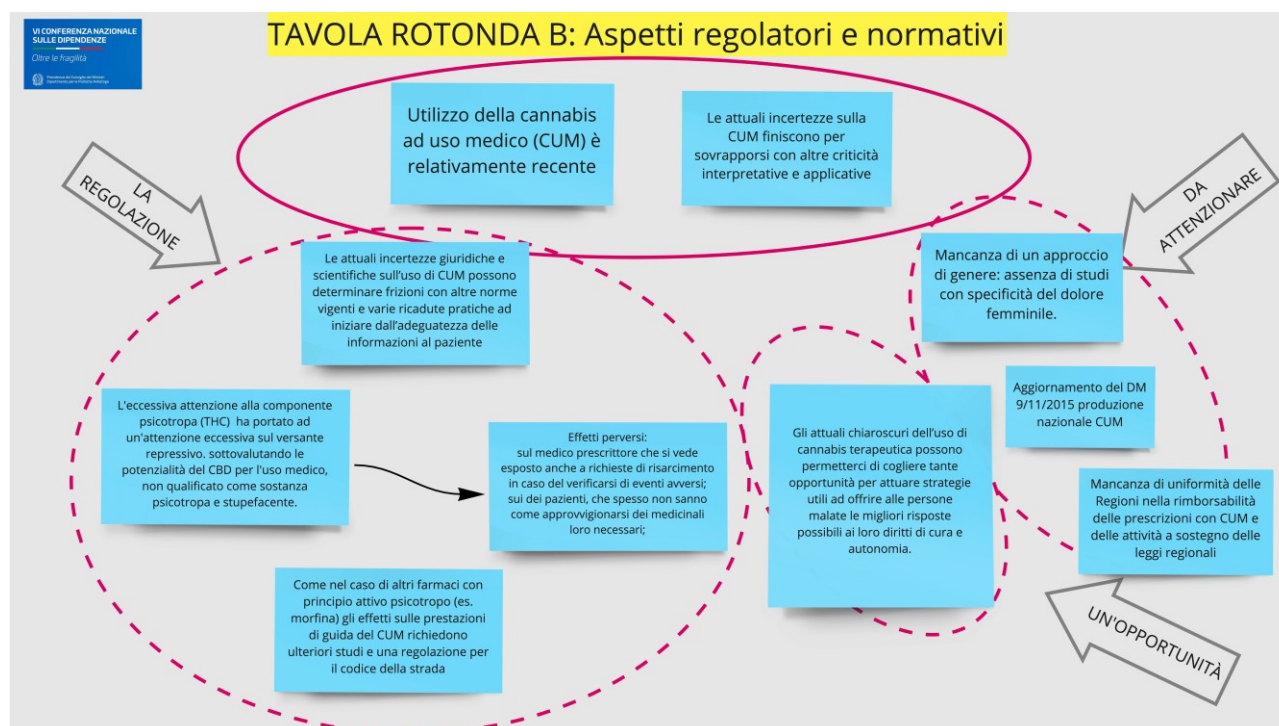 VI CONFERENZA NAZIONALE
SULLE DIPENDENZE
Oltre le fragilità
Presidenza del Consiglio dei Ministri
Dipartimento per le Politiche Antidroga
TAVOLA ROTONDA B: Aspetti regolatori e normativi
Utilizzo della cannabis
ad uso medico (CUM) è
relativamente recente
Le attuali incertezze sulla
CUM finiscono per
sovrapporsi con altre criticità
interpretative e applicative
LA
REGOLAZIONE
DA
ATTENZIONARE
Le attuali incertezze giuridiche e
scientifiche sull'uso di CUM possono
determinare frizioni con altre norme
vigenti e varie ricadute pratiche ad
iniziare dall'adeguatezza delle
informazioni al paziente
Mancanza di un approccio
di genere: assenza di studi
con specificità del dolore
femminile.
L'eccessiva attenzione alla componente
psicotropa (THC) ha portato ad
un'attenzione eccessiva sul versante
repressivo. sottovalutando le
potenzialità del CBD per l'uso medico,
non qualificato come sostanza
psicotropa e stupefacente.
Effetti perversi:
sul medico prescrittore che si vede
esposto anche a richieste di risarcimento
in caso del verificarsi di eventi avversi;
sui dei pazienti, che spesso non sanno
come approvvigionarsi dei medicinali
loro necessari;
Gli attuali chiaroscuri dell'uso di
cannabis terapeutica possono
permetterci di cogliere tante
opportunità per attuare strategie
utili ad offrire alle persone
malate le migliori risposte
possibili ai loro diritti di cura e
autonomia.
Aggiornamento del DM
9/11/2015 produzione
nazionale CUM
Mancanza di uniformità delle
Regioni nella rimborsabilità
delle prescrizioni con CUM e
delle attività a sostegno delle
leggi regionali
Come nel caso di altri farmaci con
principio attivo psicotropo (es.
morfina) gli effetti sulle prestazioni
di guida del CUM richiedono
ulteriori studi e una regolazione per
il codice della strada
UN'OPPORTUNITÀ